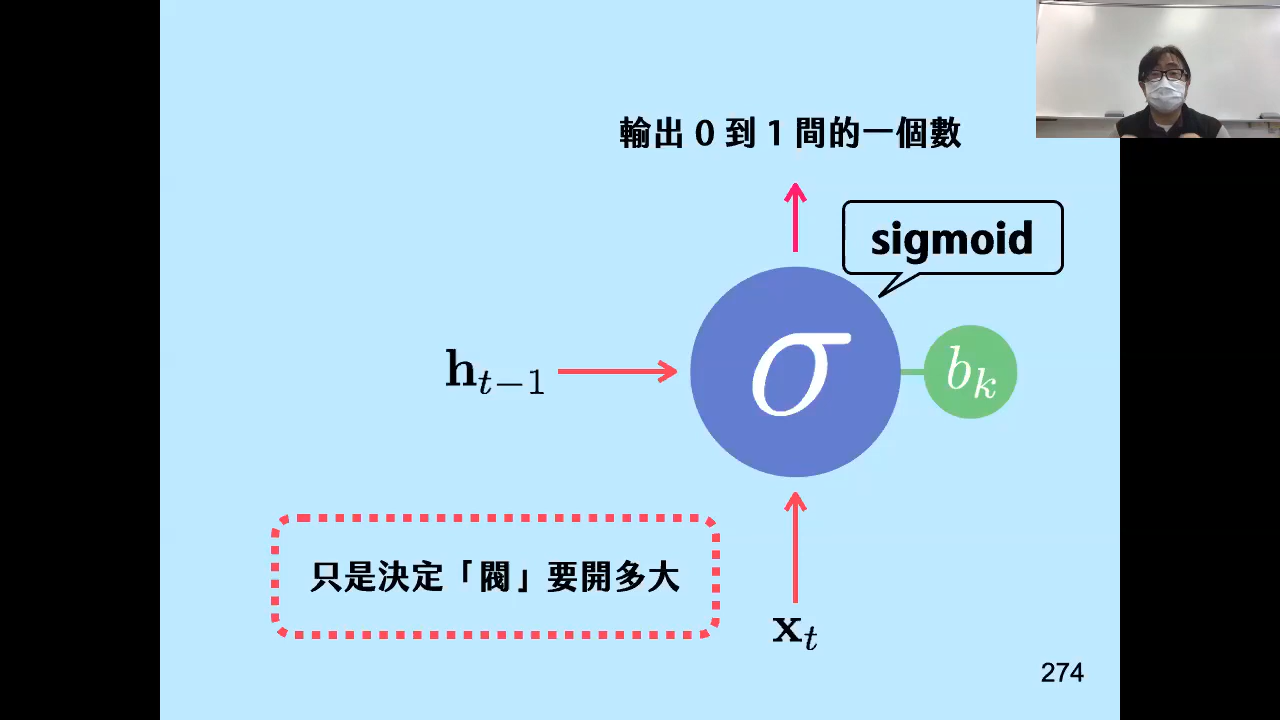 輸出 0 到 1 間的一個數
sigmoid
σ
h_{t−1}
b_k
只是決定「閥」要開多大
x_t
274